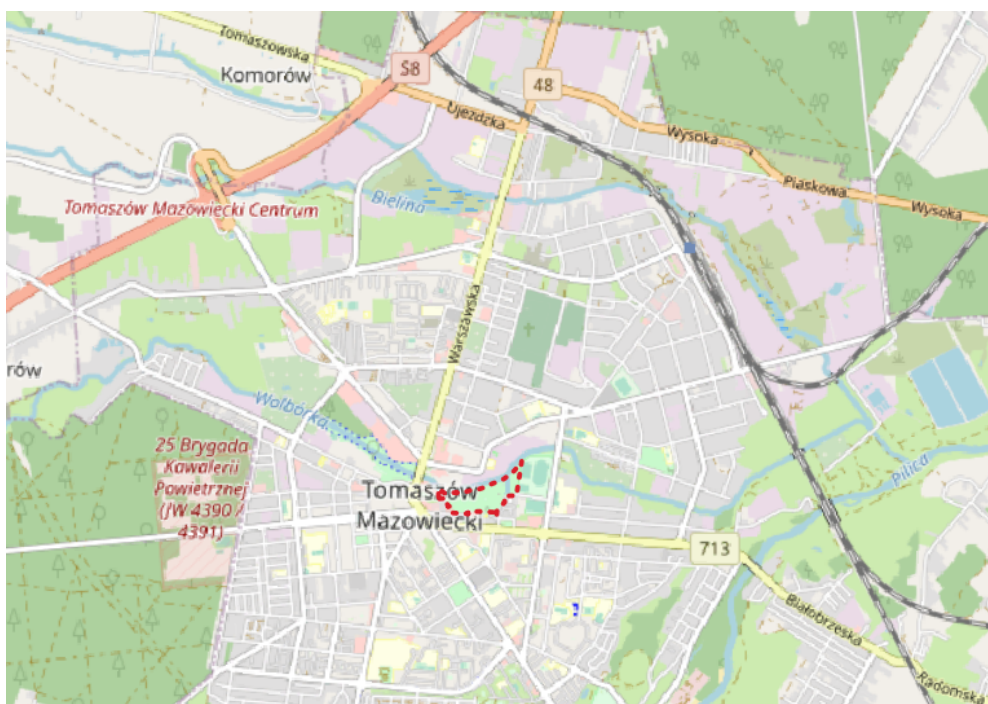 Tomaszowska
Komorów
S8
48
Ujezdzka
Wysoka
Piaskowa
Wysoka
Bielina
Tomaszów Mazowiecki Centrum
Warszawska
rów
Wolbórka
25 Brygada
Kawalerii
Powietrznej
(JW 4390 /
4391)
Pilica
Tomaszów
Mazowiecki
713
Białobrzeska
Radomska